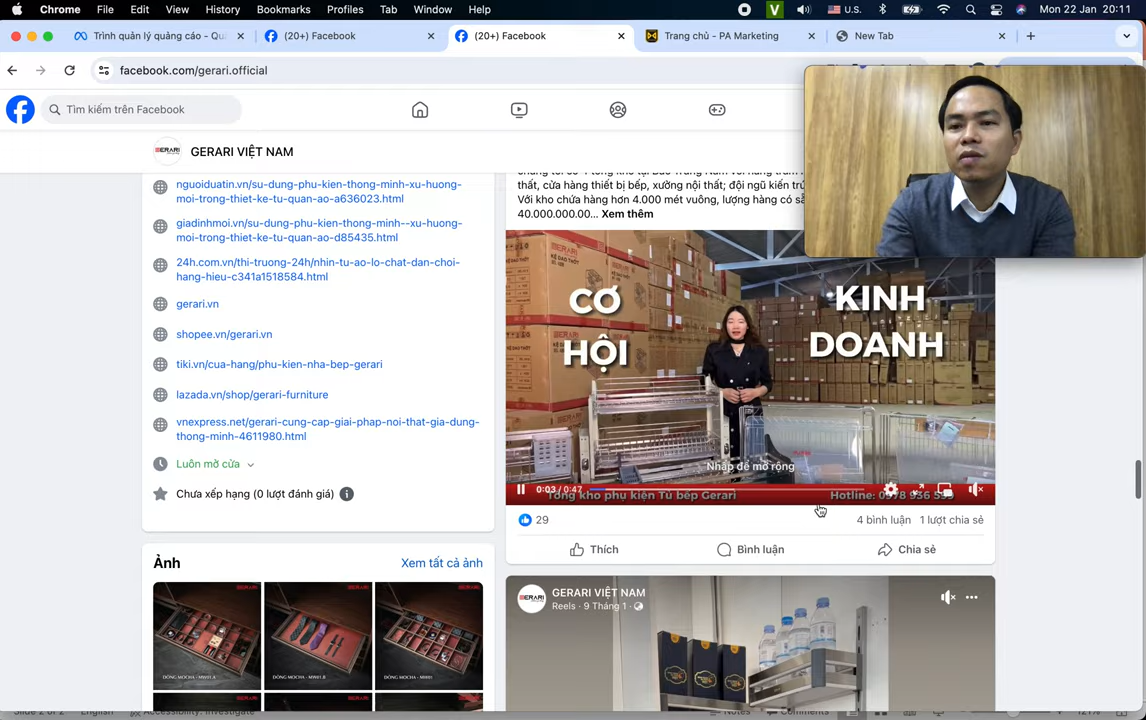 Chrome File Edit View History Bookmarks Profiles Tab Window Help
V U.S. Mon 22 Jan 20:11
Trình quản lý quảng cáo - Qu
(20+) Facebook
(20+) Facebook
Trang chủ - PA Marketing
New Tab
facebook.com/gerari.official
Tìm kiếm trên Facebook
GERARI VIỆT NAM
nguoiduatin.vn/su-dung-phu-kien-thong-minh-xu-huong-
moi-trong-thiet-ke-tu-quan-ao-a636023.html
giadinhmoi.vn/su-dung-phu-kien-thong-minh--xu-huong-
moi-trong-thiet-ke-tu-quan-ao-d85435.html
24h.com.vn/thi-truong-24h/nhin-tu-ao-lo-chat-dan-choi-
hang-hieu-c341a1518584.html
gerari.vn
shopee.vn/gerari.vn
tiki.vn/cua-hang/phu-kien-nha-bep-gerari
lazada.vn/shop/gerari-furniture
vnexpress.net/gerari-cung-cap-giai-phap-noi-that-gia-dung-
thong-minh-4611980.html
Luôn mở cửa
Chưa xếp hạng (0 lượt đánh giá)
Ảnh
Xem tất cả ảnh
DÒNG MOCHA - MW01.A
DÒNG MOCHA - MW01.B
DÒNG MOCHA - MW01
thất, cửa hàng thiết bị bếp, xưởng nội thất; đội ngũ kiến trú
Với kho chứa hàng hơn 4.000 mét vuông, lượng hàng có sẵ
40.000.000.00... Xem thêm
CƠ HỘI
KINH DOANH
Nhấp để mở rộng
0:03 / 0:47
Tổng kho phụ kiện Tủ bếp Gerari
29
4 bình luận 1 lượt chia sẻ
Thích
Bình luận
Chia sẻ
GERARI VIỆT NAM
Reels · 9 Tháng 1 ·